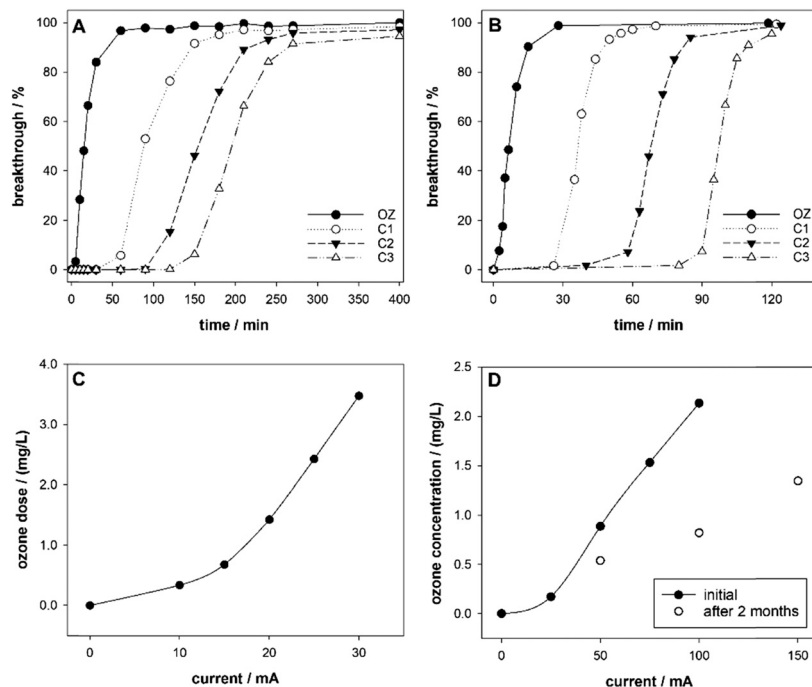 A
breakthrough / %
100
80
60
40
20
0
OZ
C1
C2
C3
0 50 100 150 200 250 300 350 400
time / min
B
breakthrough / %
100
80
60
40
20
0
OZ
C1
C2
C3
0 30 60 90 120
time / min
C
ozone dose / (mg/L)
4.0
3.0
2.0
1.0
0.0
0 10 20 30
current / mA
D
ozone concentration / (mg/L)
2.5
2.0
1.5
1.0
0.5
0.0
initial
after 2 months
0 50 100 150
current / mA